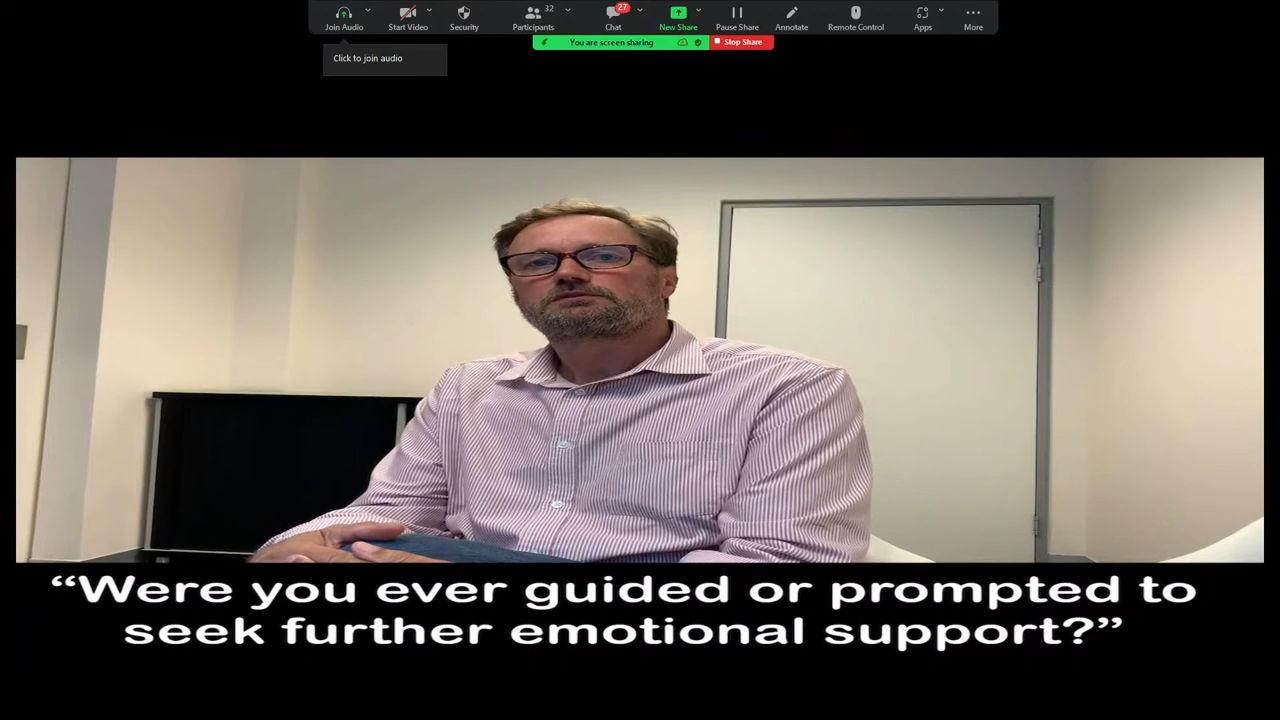 32
27
Join Audio
Start Video
Security
Participants
Chat
New Share
Pause Share
Annotate
Remote Control
Apps
More
You are screen sharing
Stop Share
Click to join audio
“Were you ever guided or prompted to
seek further emotional support?”